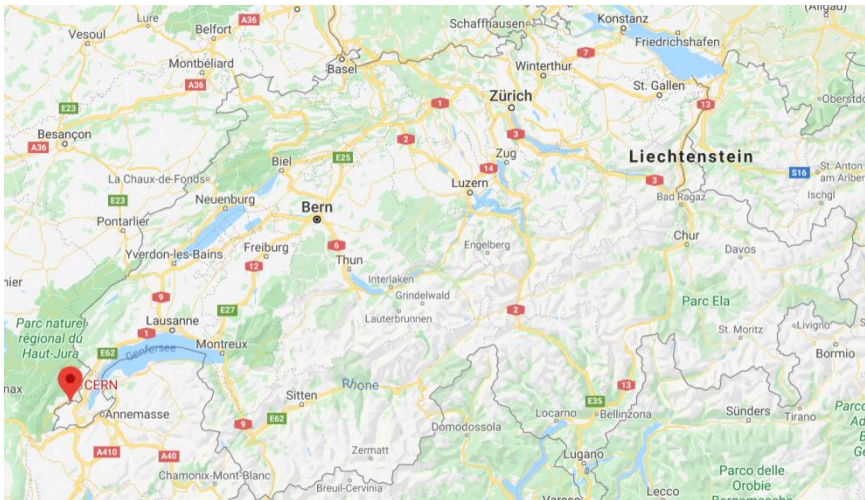 Vesoul
Lure
A36
Belfort
Montbéliard
Schaffhausen
Konstanz
(Allgäu)
Friedrichshafen
7
Basel
Winterthur
E23
A36
St. Gallen
Zürich
1
13
Oberstdo
Besançon
A36
2
3
Zug
Liechtenstein
E25
14
S16
St. Anton
am Arlber
La Chaux-de-Fonds
Biel
Luzern
3
Ischgl
E23
Neuenburg
Bern
Bad Ragaz
Pontarlier
Chur
Engelberg
6
Davos
Yverdon-les-Bains
Freiburg
Thun
nier
12
Interlaken
9
Grindelwald
Parc Ela
E27
Lauterbrunnen
2
Parc naturel
régional du
Haut-Jura
Lausanne
1
St. Moritz
Livigno
E62
Genfersee
Montreux
Bormio
nax
CERN
Rhone
13
Sitten
Annemasse
E62
E35
Locarno
Bellinzona
Sünders
Tirano
9
Domodossola
A410
A40
Zermatt
Lugano
Chamonix-Mont-Blanc
Parco delle
Orobie
Breuil-Cervinia
Lecco